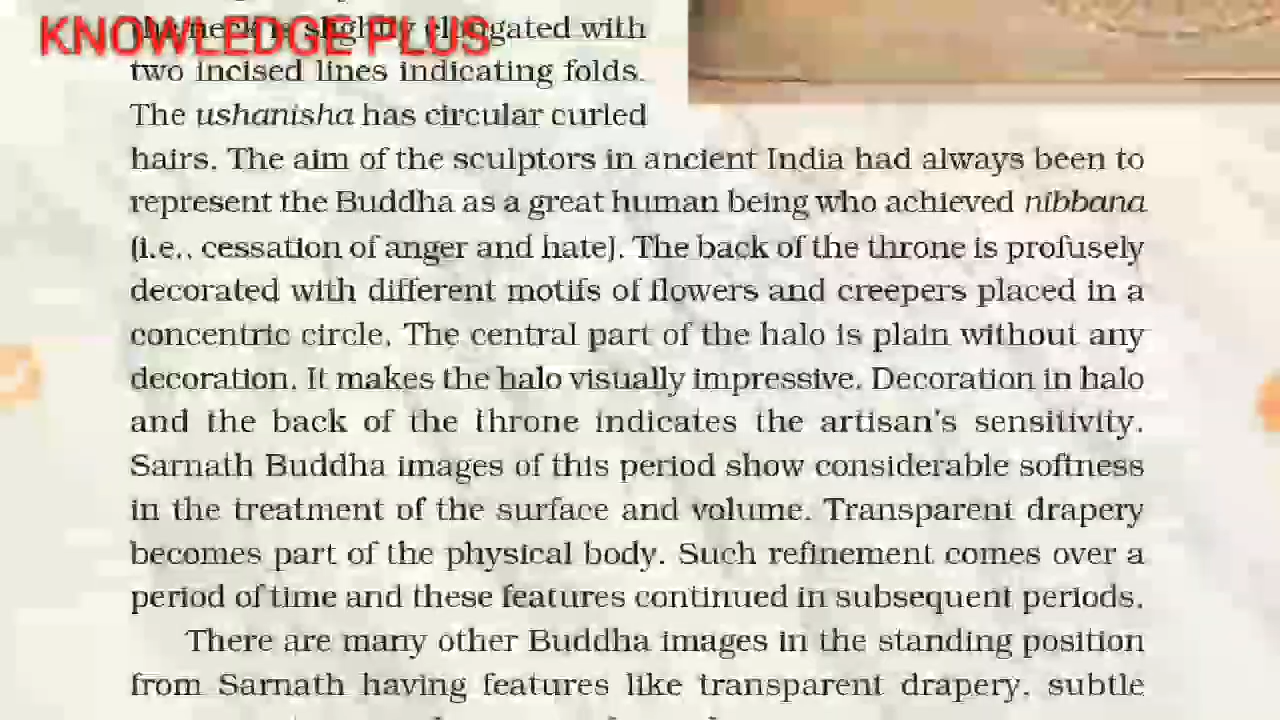 KNOWLEDGE PLUS
the neck is slightly elongated with
two incised lines indicating folds.
The ushanisha has circular curled
hairs. The aim of the sculptors in ancient India had always been to
represent the Buddha as a great human being who achieved nibbana
(i.e., cessation of anger and hate). The back of the throne is profusely
decorated with different motifs of flowers and creepers placed in a
concentric circle. The central part of the halo is plain without any
decoration. It makes the halo visually impressive. Decoration in halo
and the back of the throne indicates the artisan's sensitivity.
Sarnath Buddha images of this period show considerable softness
in the treatment of the surface and volume. Transparent drapery
becomes part of the physical body. Such refinement comes over a
period of time and these features continued in subsequent periods.
There are many other Buddha images in the standing position
from Sarnath having features like transparent drapery, subtle